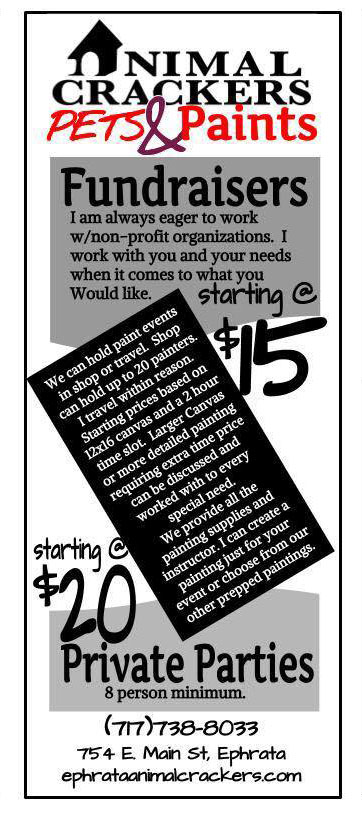 ANIMAL
CRACKERS
PETS & Paints
Fundraisers
I am always eager to work
w/non-profit organizations. I
work with you and your needs
when it comes to what you
Would like.
starting @
$15
We can hold paint events
in shop or travel. Shop
can hold up to 20 painters.
I travel within reason.
Starting prices based on
12x16 canvas and a 2 hour
time slot. Larger Canvas
or more detailed painting
requiring extra time price
can be discussed and
worked with to every
special need.
We provide all the
painting supplies and
instructor. I can create a
painting just for your
event or choose from our
other prepped paintings.
starting @
$20
Private Parties
8 person minimum.
(717)738-8033
754 E. Main St, Ephrata
ephrataanimalcrackers.com